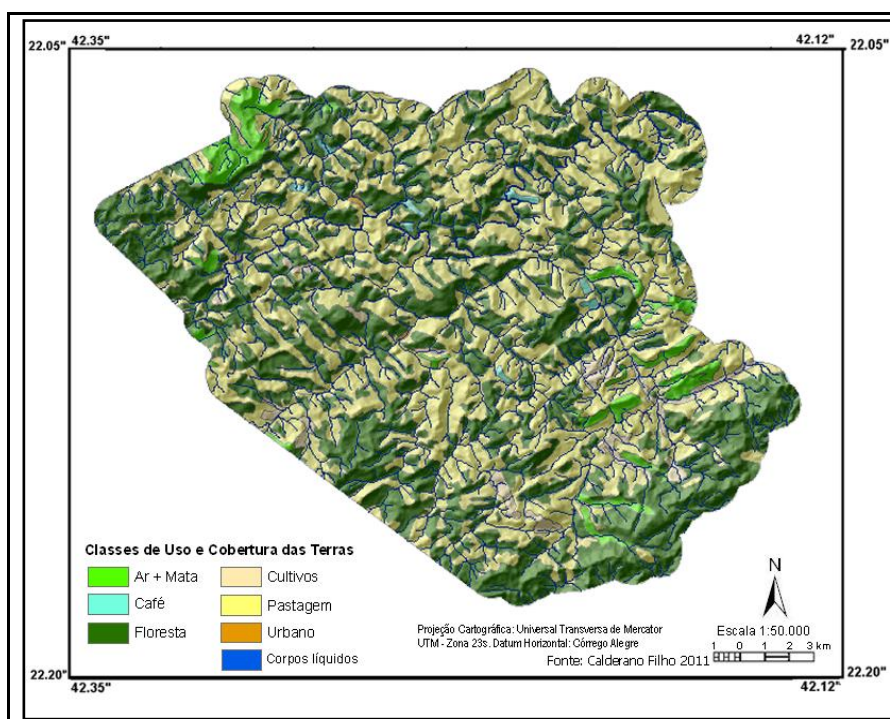 42.35" 42.12"
22.05" 22.05"
Classes de Uso e Cobertura das Terras
Ar + Mata
Café
Floresta
Cultivos
Pastagem
Urbano
Corpos líquidos
N
Projeção Cartográfica: Universal Transversa de Mercator
UTM - Zona 23s. Datum Horizontal: Córrego Alegre
Escala 1:50.000
1 0 1 2 3 km
Fonte: Calderano Filho 2011
22.20" 22.20"
42.35" 42.12"